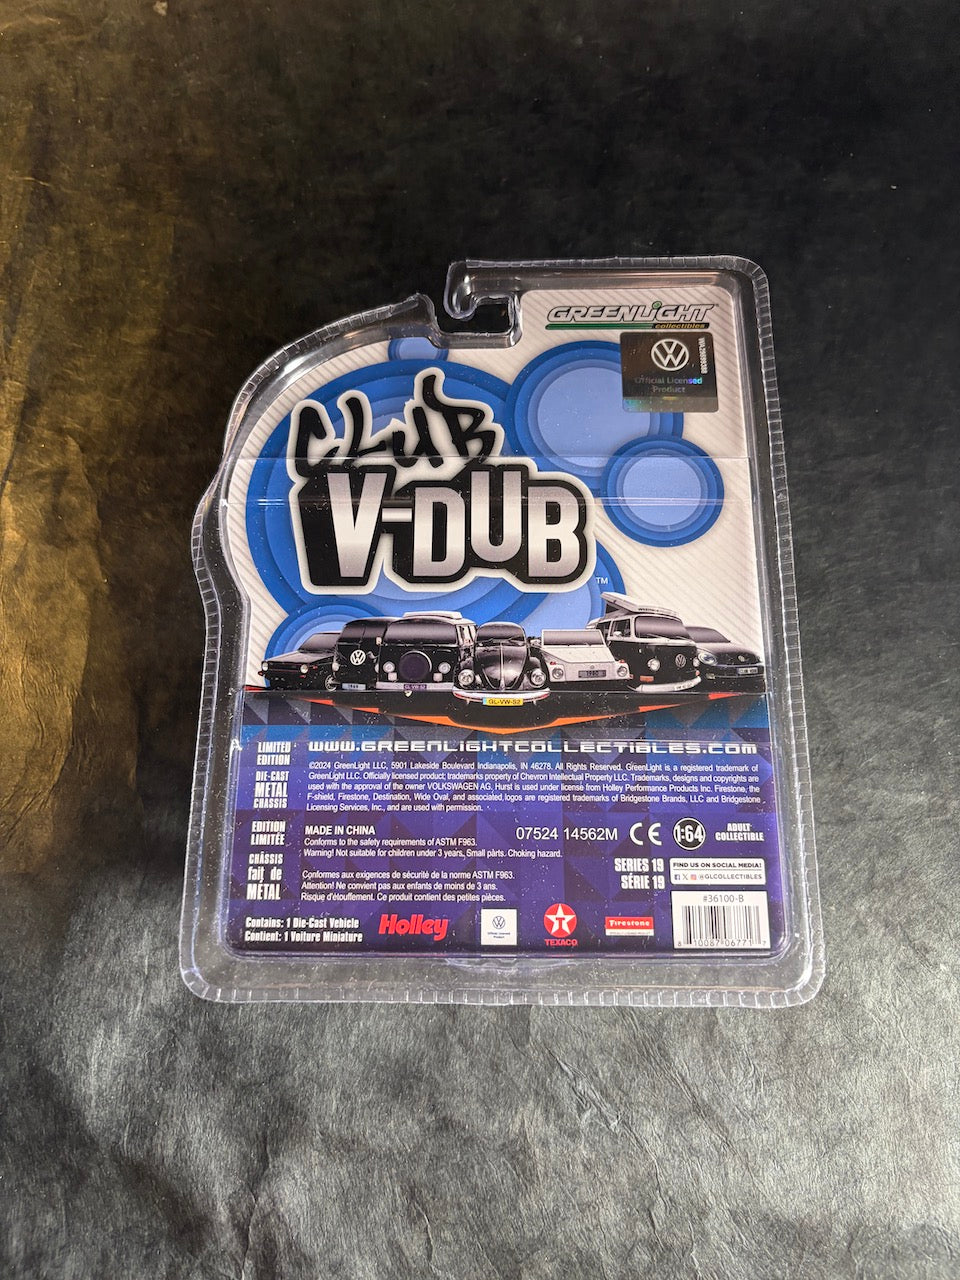 GREENLIGHT
collectibles
Official Licensed
Product
CLUB
V-DUB™
GL-VW-52
LIMITED
EDITION
DIE-CAST
METAL
CHASSIS
EDITION
LIMITÉE
CHÂSSIS
fait de
MÉTAL
WWW.GREENLIGHTCOLLECTIBLES.COM
©2024 GreenLight LLC, 5901 Lakeside Boulevard Indianapolis, IN 46278. All Rights Reserved. GreenLight is a registered trademark of
GreenLight LLC. Officially licensed product; trademarks property of Chevron Intellectual Property LLC. Trademarks, designs and copyrights are
used with the approval of the owner VOLKSWAGEN AG. Hurst is used under license from Holley Performance Products Inc. Firestone, the
F-shield, Firestone, Destination, Wide Oval, and associated logos are registered trademarks of Bridgestone Brands, LLC and Bridgestone
Licensing Services, Inc., and are used with permission.
MADE IN CHINA
Conforms to the safety requirements of ASTM F963.
Warning! Not suitable for children under 3 years, Small parts. Choking hazard.
Conformes aux exigences de sécurité de la norme ASTM F963.
Attention! Ne convient pas aux enfants de moins de 3 ans.
Risque d'étouffement. Ce produit contient des petites pièces.
07524 14562M CE 1:64
ADULT
COLLECTIBLE
SERIES 19
SÉRIE 19
FIND US ON SOCIAL MEDIA!
@GLCOLLECTIBLES
#36100-B
8 10087 06771 7
Contains: 1 Die-Cast Vehicle
Contient: 1 Voiture Miniature
Holley
Official Licensed
Product
TEXACO
Firestone